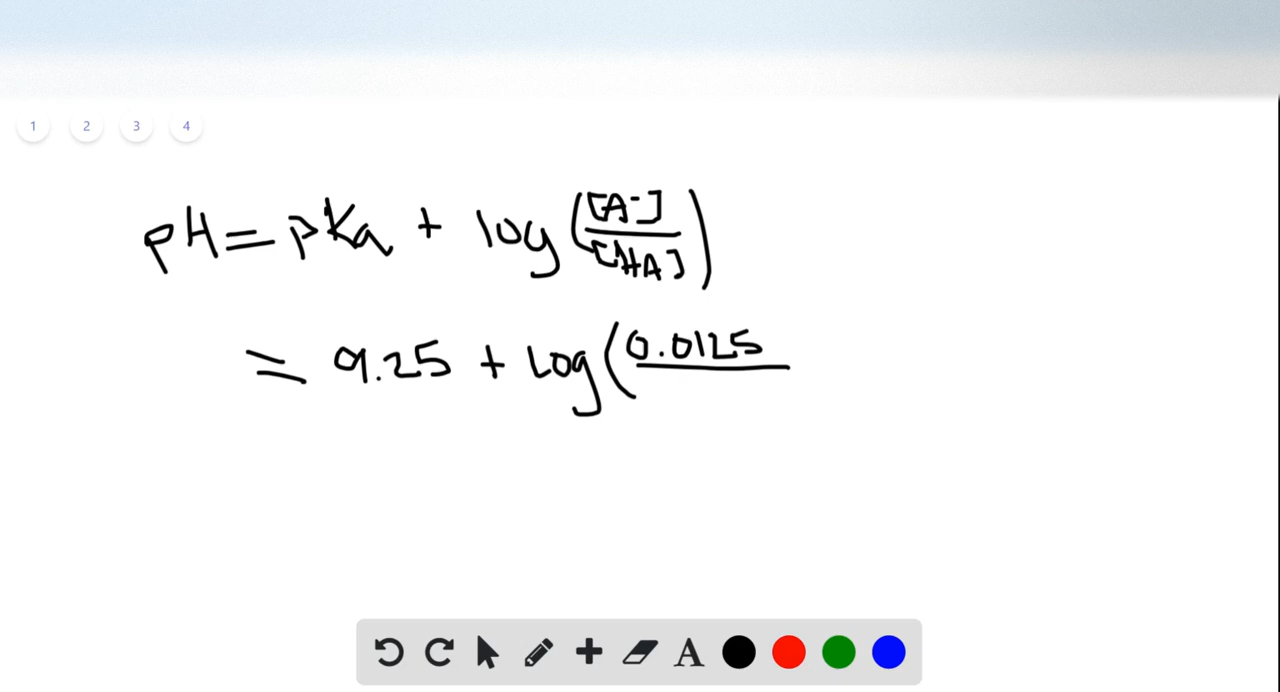 1 2 3 4
pH = pKa + log([A-]/[HA])
= 9.25 + log(0.0125
A